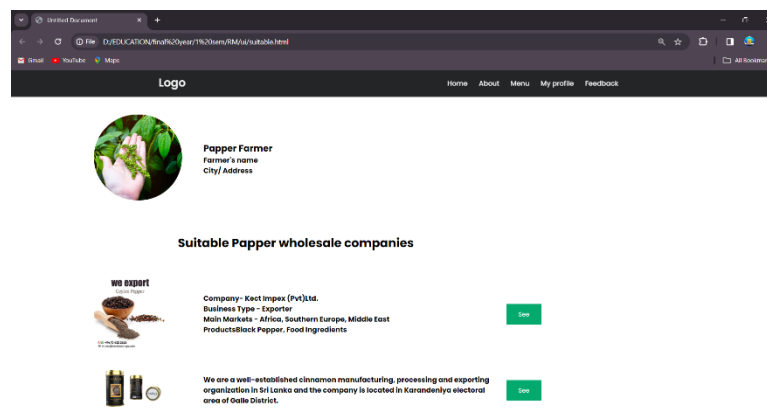 Untitled Document
File D:/EDUCATION/final%20year/1%20sem/RM/ui/suitable.html
Gmail YouTube Maps All Bookmar
Logo Home About Menu My profile Feedback
Papper Farmer
Farmer's name
City/ Address
Suitable Papper wholesale companies
we export
Company- Kect Impex (Pvt)Ltd.
Business Type - Exporter
Main Markets - Africa, Southern Europe, Middle East
ProductsBlack Pepper, Food Ingredients
See
We are a well-established cinnamon manufacturing, processing and exporting
organization in Sri Lanka and the company is located in Karandeniya electoral
area of Galle District.
See